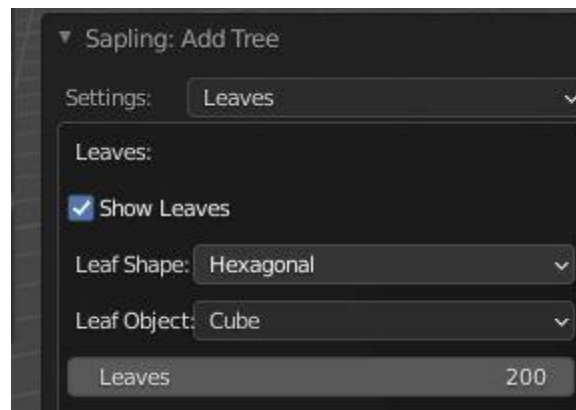 Sapling: Add Tree
Settings: Leaves
Leaves:
Show Leaves
Leaf Shape: Hexagonal
Leaf Object: Cube
Leaves 200